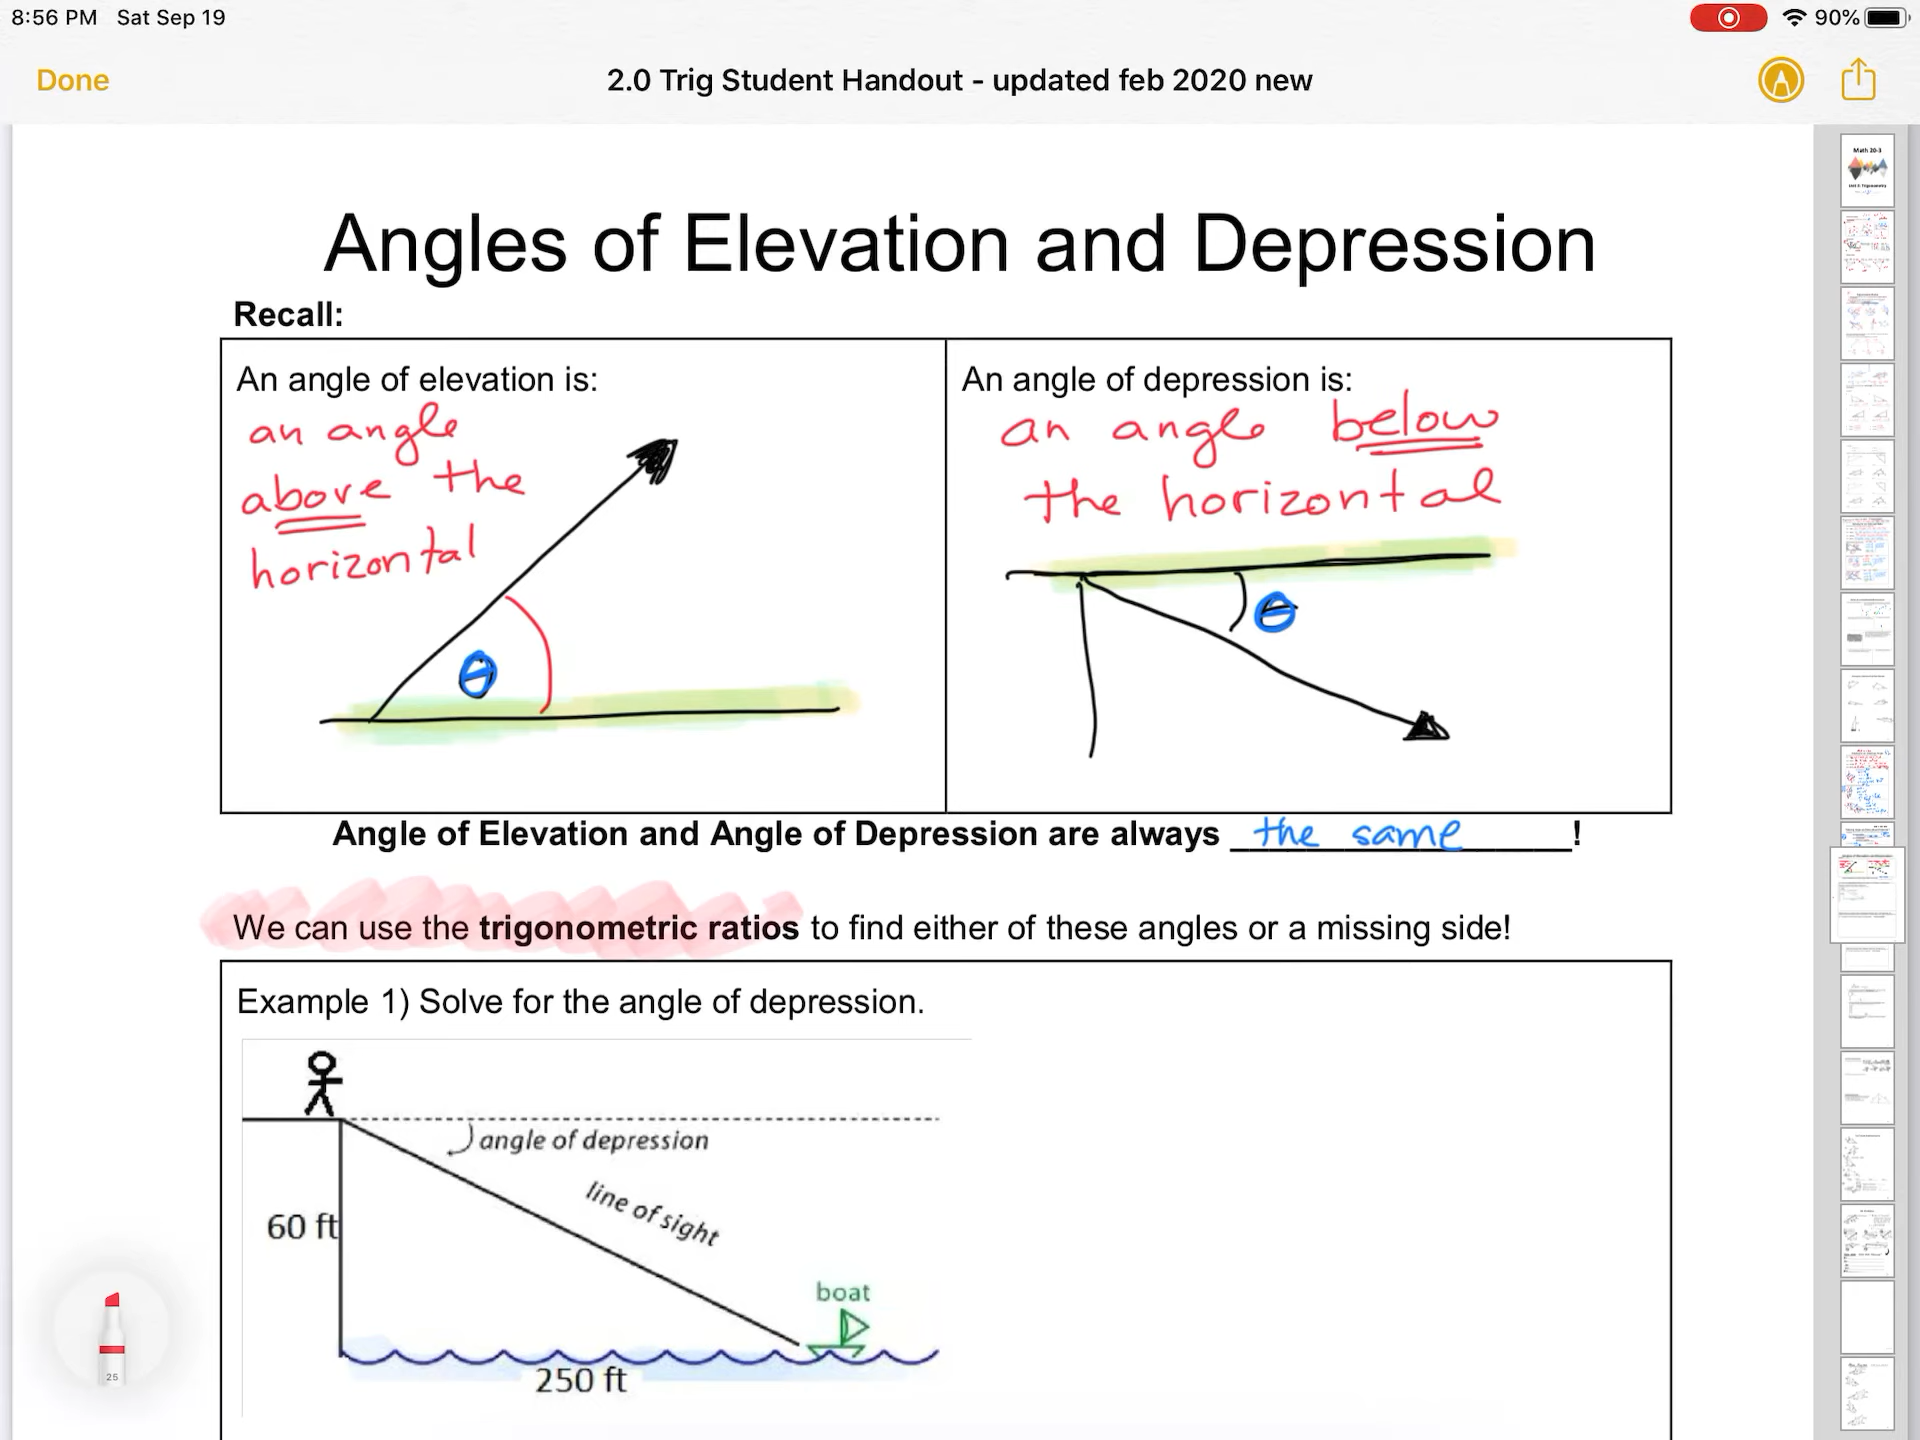 8:56 PM Sat Sep 19
90%
Done
2.0 Trig Student Handout - updated feb 2020 new
Math 20-3
Angles of Elevation and Depression
Recall:
An angle of elevation is:
an angle
above the
horizontal
θ
An angle of depression is:
an angle below
the horizontal
θ
Angle of Elevation and Angle of Depression are always the same !
We can use the trigonometric ratios to find either of these angles or a missing side!
Example 1) Solve for the angle of depression.
angle of depression
line of sight
60 ft
boat
250 ft
25